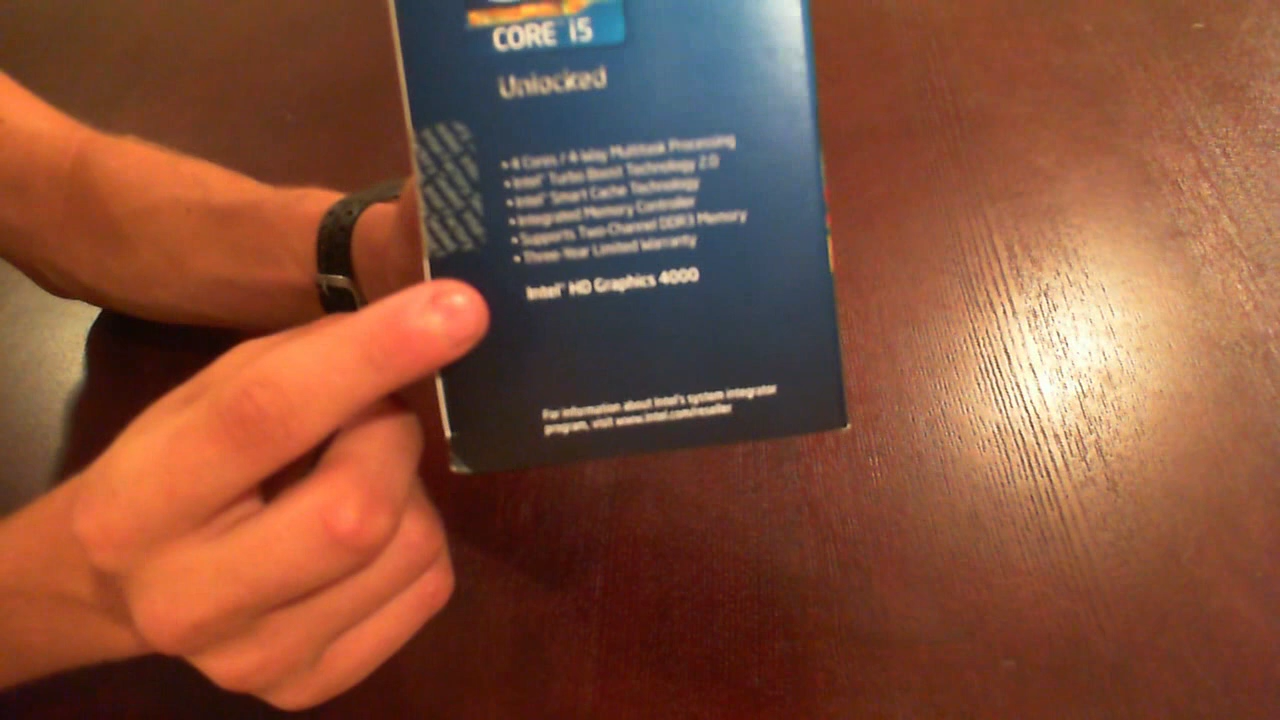 CORE i5
Unlocked
• 4 Cores / 4-Way Multitask Processing
• Intel® Turbo Boost Technology 2.0
• Intel® Smart Cache Technology
• Integrated Memory Controller
• Supports Two-Channel DDR3 Memory
• Three-Year Limited Warranty
Intel® HD Graphics 4000
For information about Intel's system integrator
program, visit www.intel.com/reseller